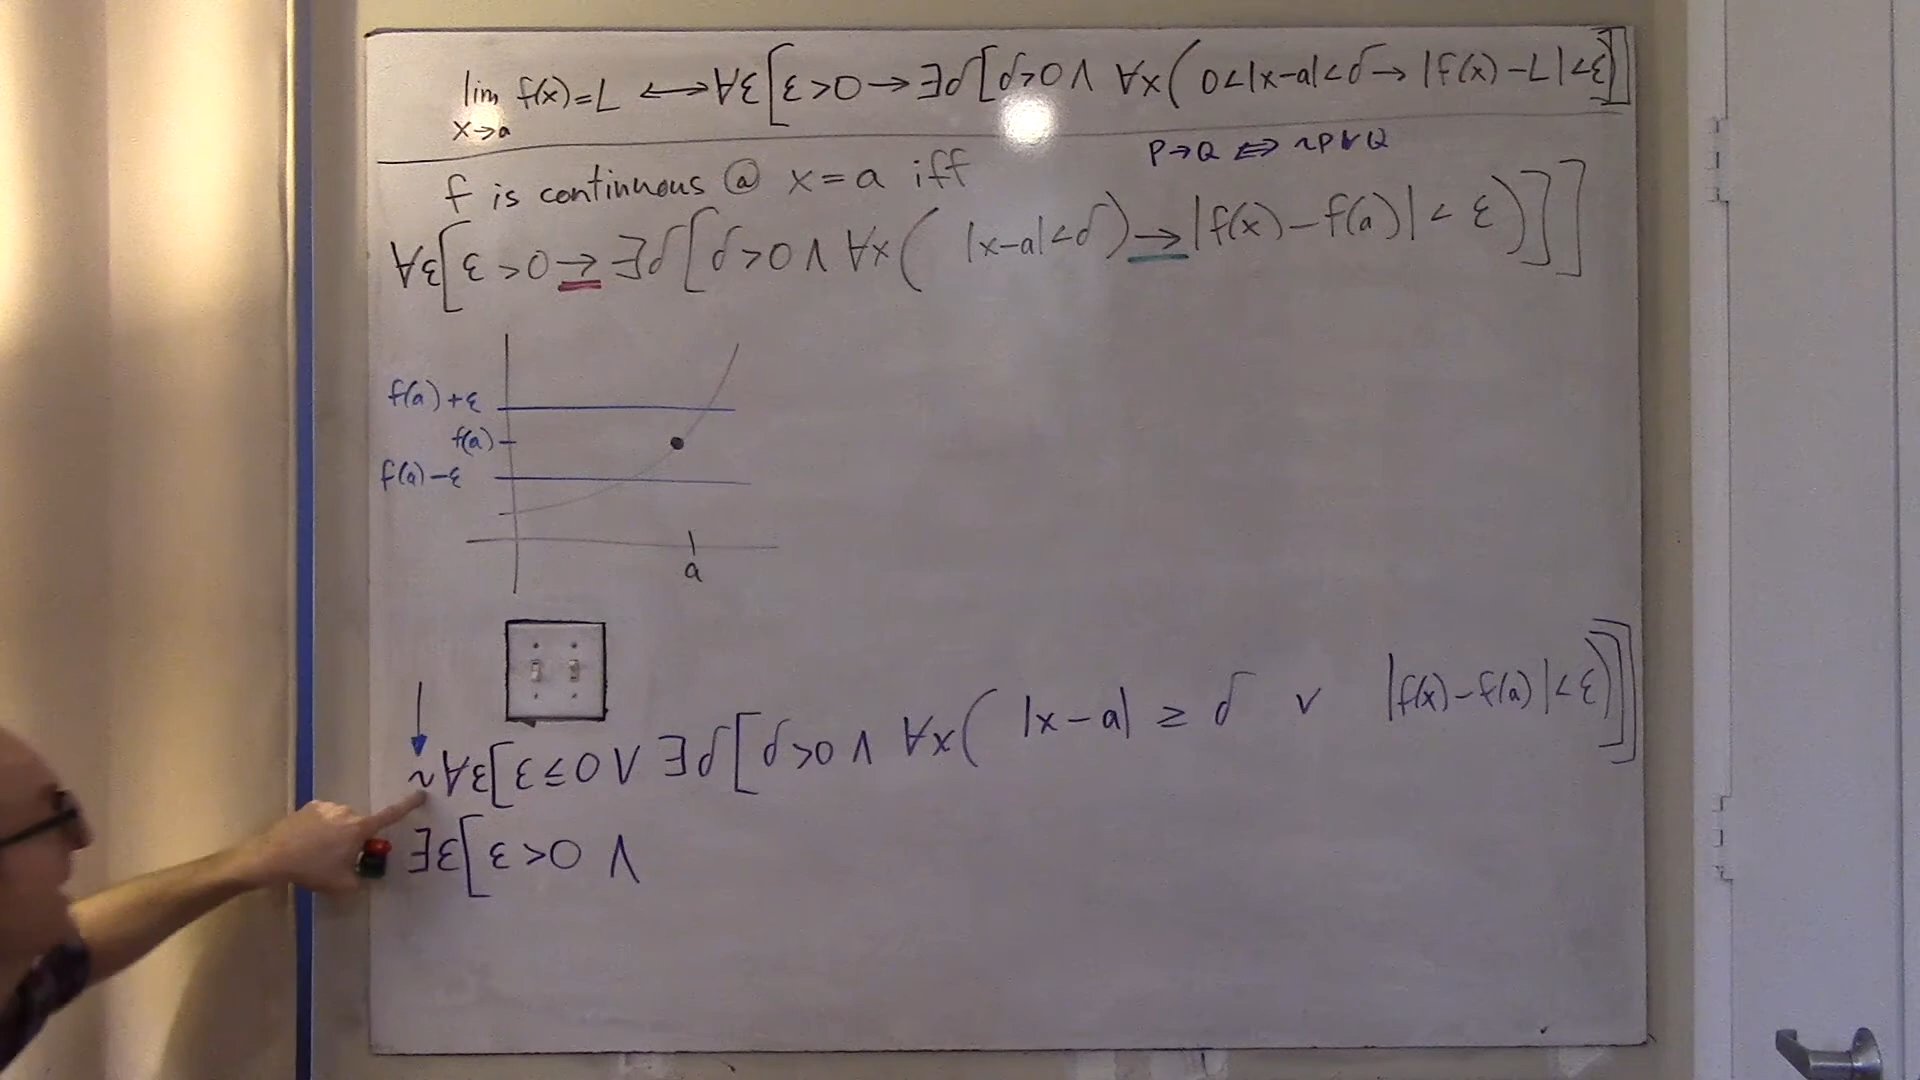 lim f(x)=L ⟷ ∀ε[ε>0→∃δ[δ>0∧ ∀x( 0<|x-a|<δ→ |f(x)-L|<ε)]]
x→a
P→Q ⟺ ~P∨Q
f is continuous @ x=a iff
∀ε[ε>0→∃δ[δ>0∧∀x( |x-a|<δ)→|f(x)-f(a)|<ε)]]
f(a)+ε
f(a)
f(a)-ε
a
~∀ε[ε≤0∨∃δ[δ>0∧∀x( |x-a| ≥ δ ∨ |f(x)-f(a)|<ε)]]
∃ε[ε>0 ∧